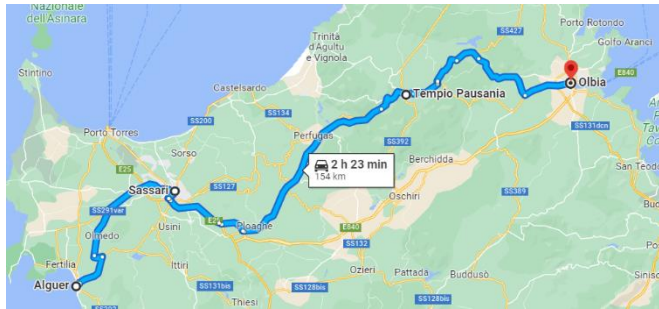 Nazionale
dell'Asinara
Stintino
Porto Torres
Castelsardo
Trinità
d'Agultu
e Vignola
SS427
Porto Rotondo
Golfo Aranci
E840
Olbia
Tempio Pausania
SS134
SS200
Perfugas
SS392
SS131dcn
Sorso
E25
2 h 23 min
154 km
Berchidda
San Teodo
Sassari
SS127
SS389
SS291var
Usini
Ploaghe
Oschiri
E840
SS132
Olmedo
Fertilia
Ittiri
Ozieri
Pattada
Buddusò
Alguer
SS131bis
Thiesi
SS128bis
SS128bis